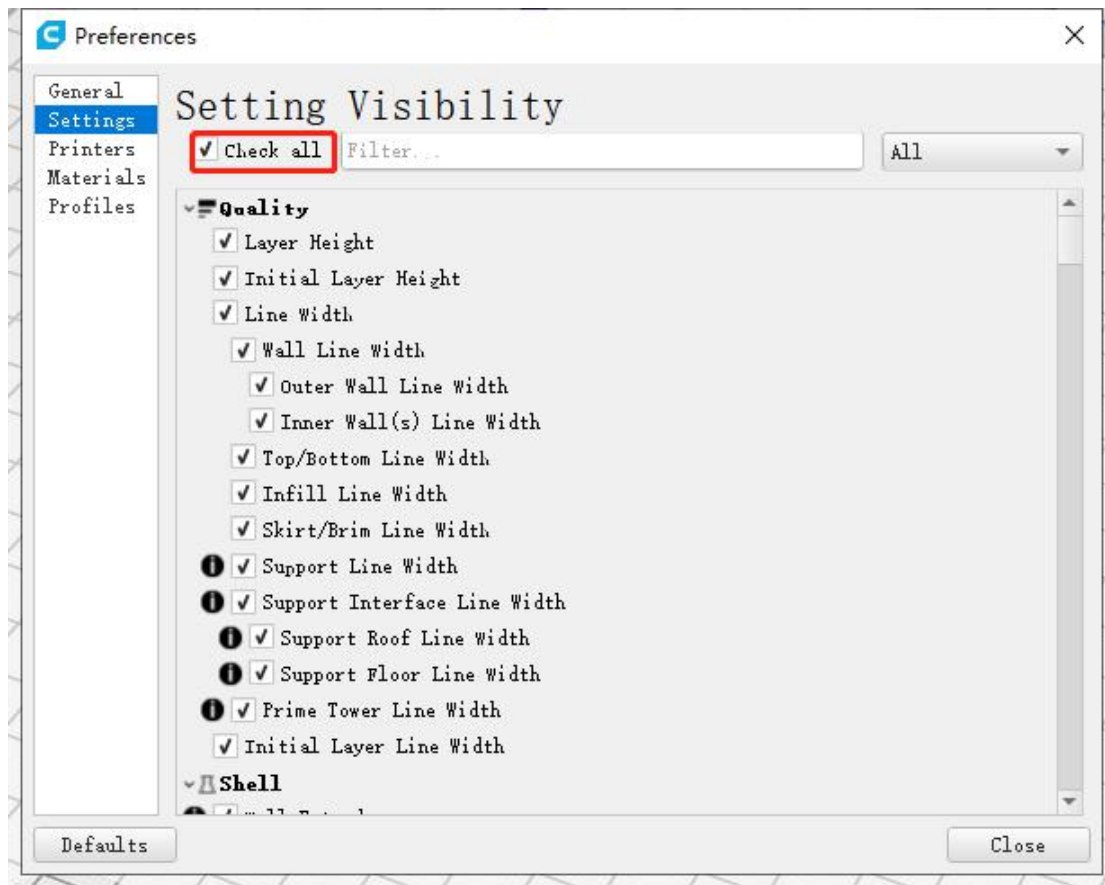 Preferences
General
Settings
Printers
Materials
Profiles
Setting Visibility
Check all
Filter...
All
Quality
Layer Height
Initial Layer Height
Line Width
Wall Line Width
Outer Wall Line Width
Inner Wall(s) Line Width
Top/Bottom Line Width
Infill Line Width
Skirt/Brim Line Width
Support Line Width
Support Interface Line Width
Support Roof Line Width
Support Floor Line Width
Prime Tower Line Width
Initial Layer Line Width
Shell
Defaults
Close